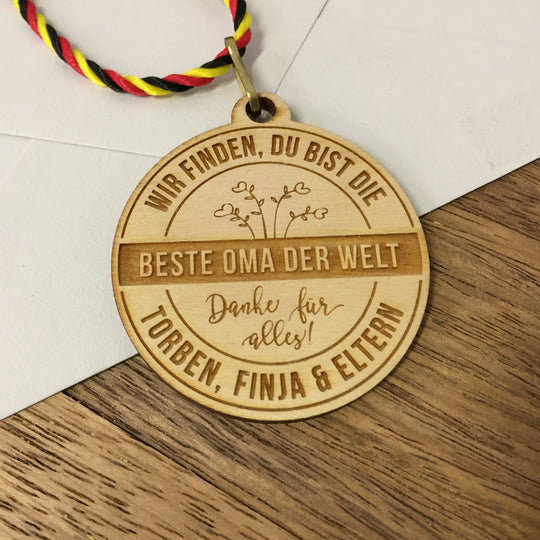 WIR FINDEN, DU BIST DIE
BESTE OMA DER WELT
Danke für
alles!
TORBEN, FINJA & ELTERN